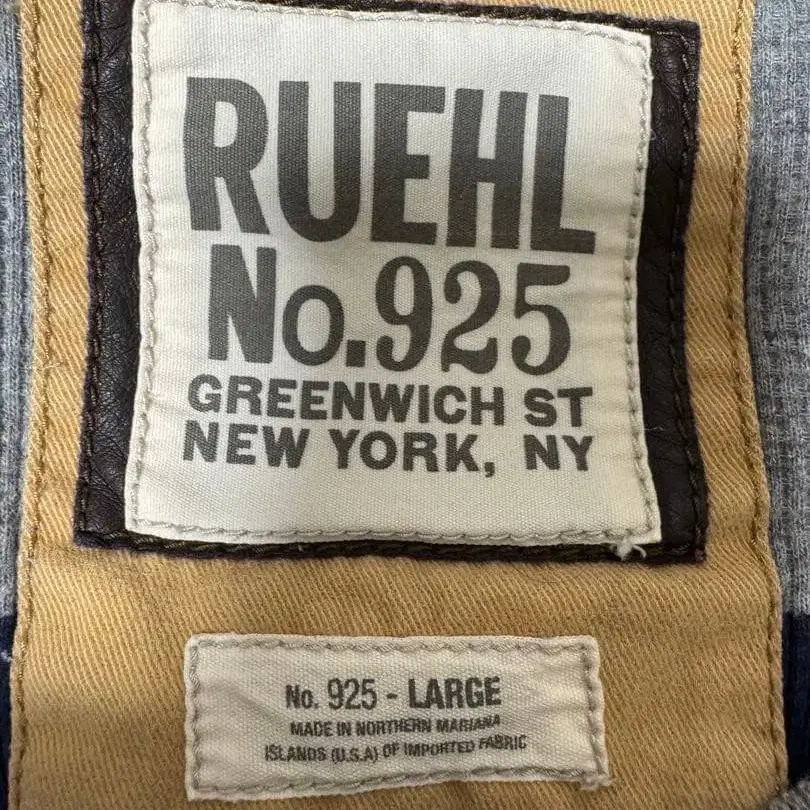 RUEHL
No.925
GREENWICH ST
NEW YORK, NY
No. 925 - LARGE
MADE IN NORTHERN MARIANA
ISLANDS (U.S.A) OF IMPORTED FABRIC